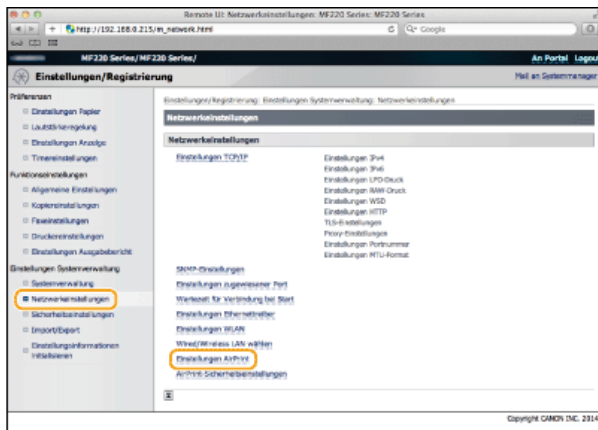 Remote UI: Netzwerkeinstellungen: MF220 Series: MF220 Series
http://192.168.0.215/m_network.html
Google
MF220 Series/MF220 Series/
An Portal Logout
Einstellungen/Registrierung
Mail an Systemmanager
Präferenzen
Einstellungen Papier
Lautstärkeregelung
Einstellungen Anzeige
Timereinstellungen
Funktionseinstellungen
Allgemeine Einstellungen
Kopiereinstellungen
Faxeinstellungen
Druckereinstellungen
Einstellungen Ausgabebericht
Einstellungen Systemverwaltung
Systemverwaltung
Netzwerkeinstellungen
Sicherheitseinstellungen
Import/Export
Einstellungsinformationen
initialisieren
Einstellungen/Registrierung: Einstellungen Systemverwaltung: Netzwerkeinstellungen
Netzwerkeinstellungen
Netzwerkeinstellungen
Einstellungen TCP/IP
Einstellungen IPv4
Einstellungen IPv6
Einstellungen LPD-Druck
Einstellungen RAW-Druck
Einstellungen WSD
Einstellungen HTTP
TLS-Einstellungen
Proxy-Einstellungen
Einstellungen Portnummer
Einstellungen MTU-Format
SNMP-Einstellungen
Einstellungen zugewiesener Port
Wartezeit für Verbindung bei Start
Einstellungen Ethernettreiber
Einstellungen WLAN
Wired/Wireless LAN wählen
Einstellungen AirPrint
AirPrint-Sicherheitseinstellungen
Copyright CANON INC. 2014